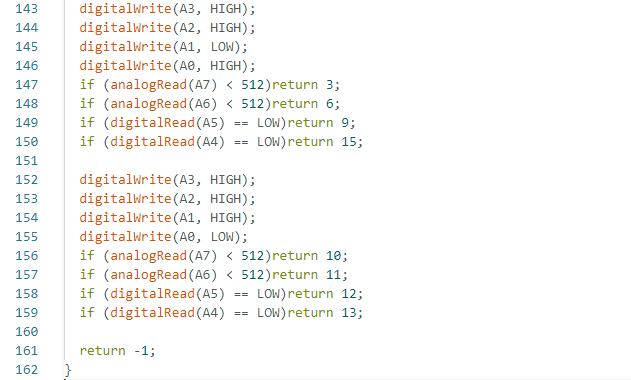 143 digitalWrite(A3, HIGH);
144 digitalWrite(A2, HIGH);
145 digitalWrite(A1, LOW);
146 digitalWrite(A0, HIGH);
147 if (analogRead(A7) < 512)return 3;
148 if (analogRead(A6) < 512)return 6;
149 if (digitalRead(A5) == LOW)return 9;
150 if (digitalRead(A4) == LOW)return 15;
151
152 digitalWrite(A3, HIGH);
153 digitalWrite(A2, HIGH);
154 digitalWrite(A1, HIGH);
155 digitalWrite(A0, LOW);
156 if (analogRead(A7) < 512)return 10;
157 if (analogRead(A6) < 512)return 11;
158 if (digitalRead(A5) == LOW)return 12;
159 if (digitalRead(A4) == LOW)return 13;
160
161 return -1;
162 }